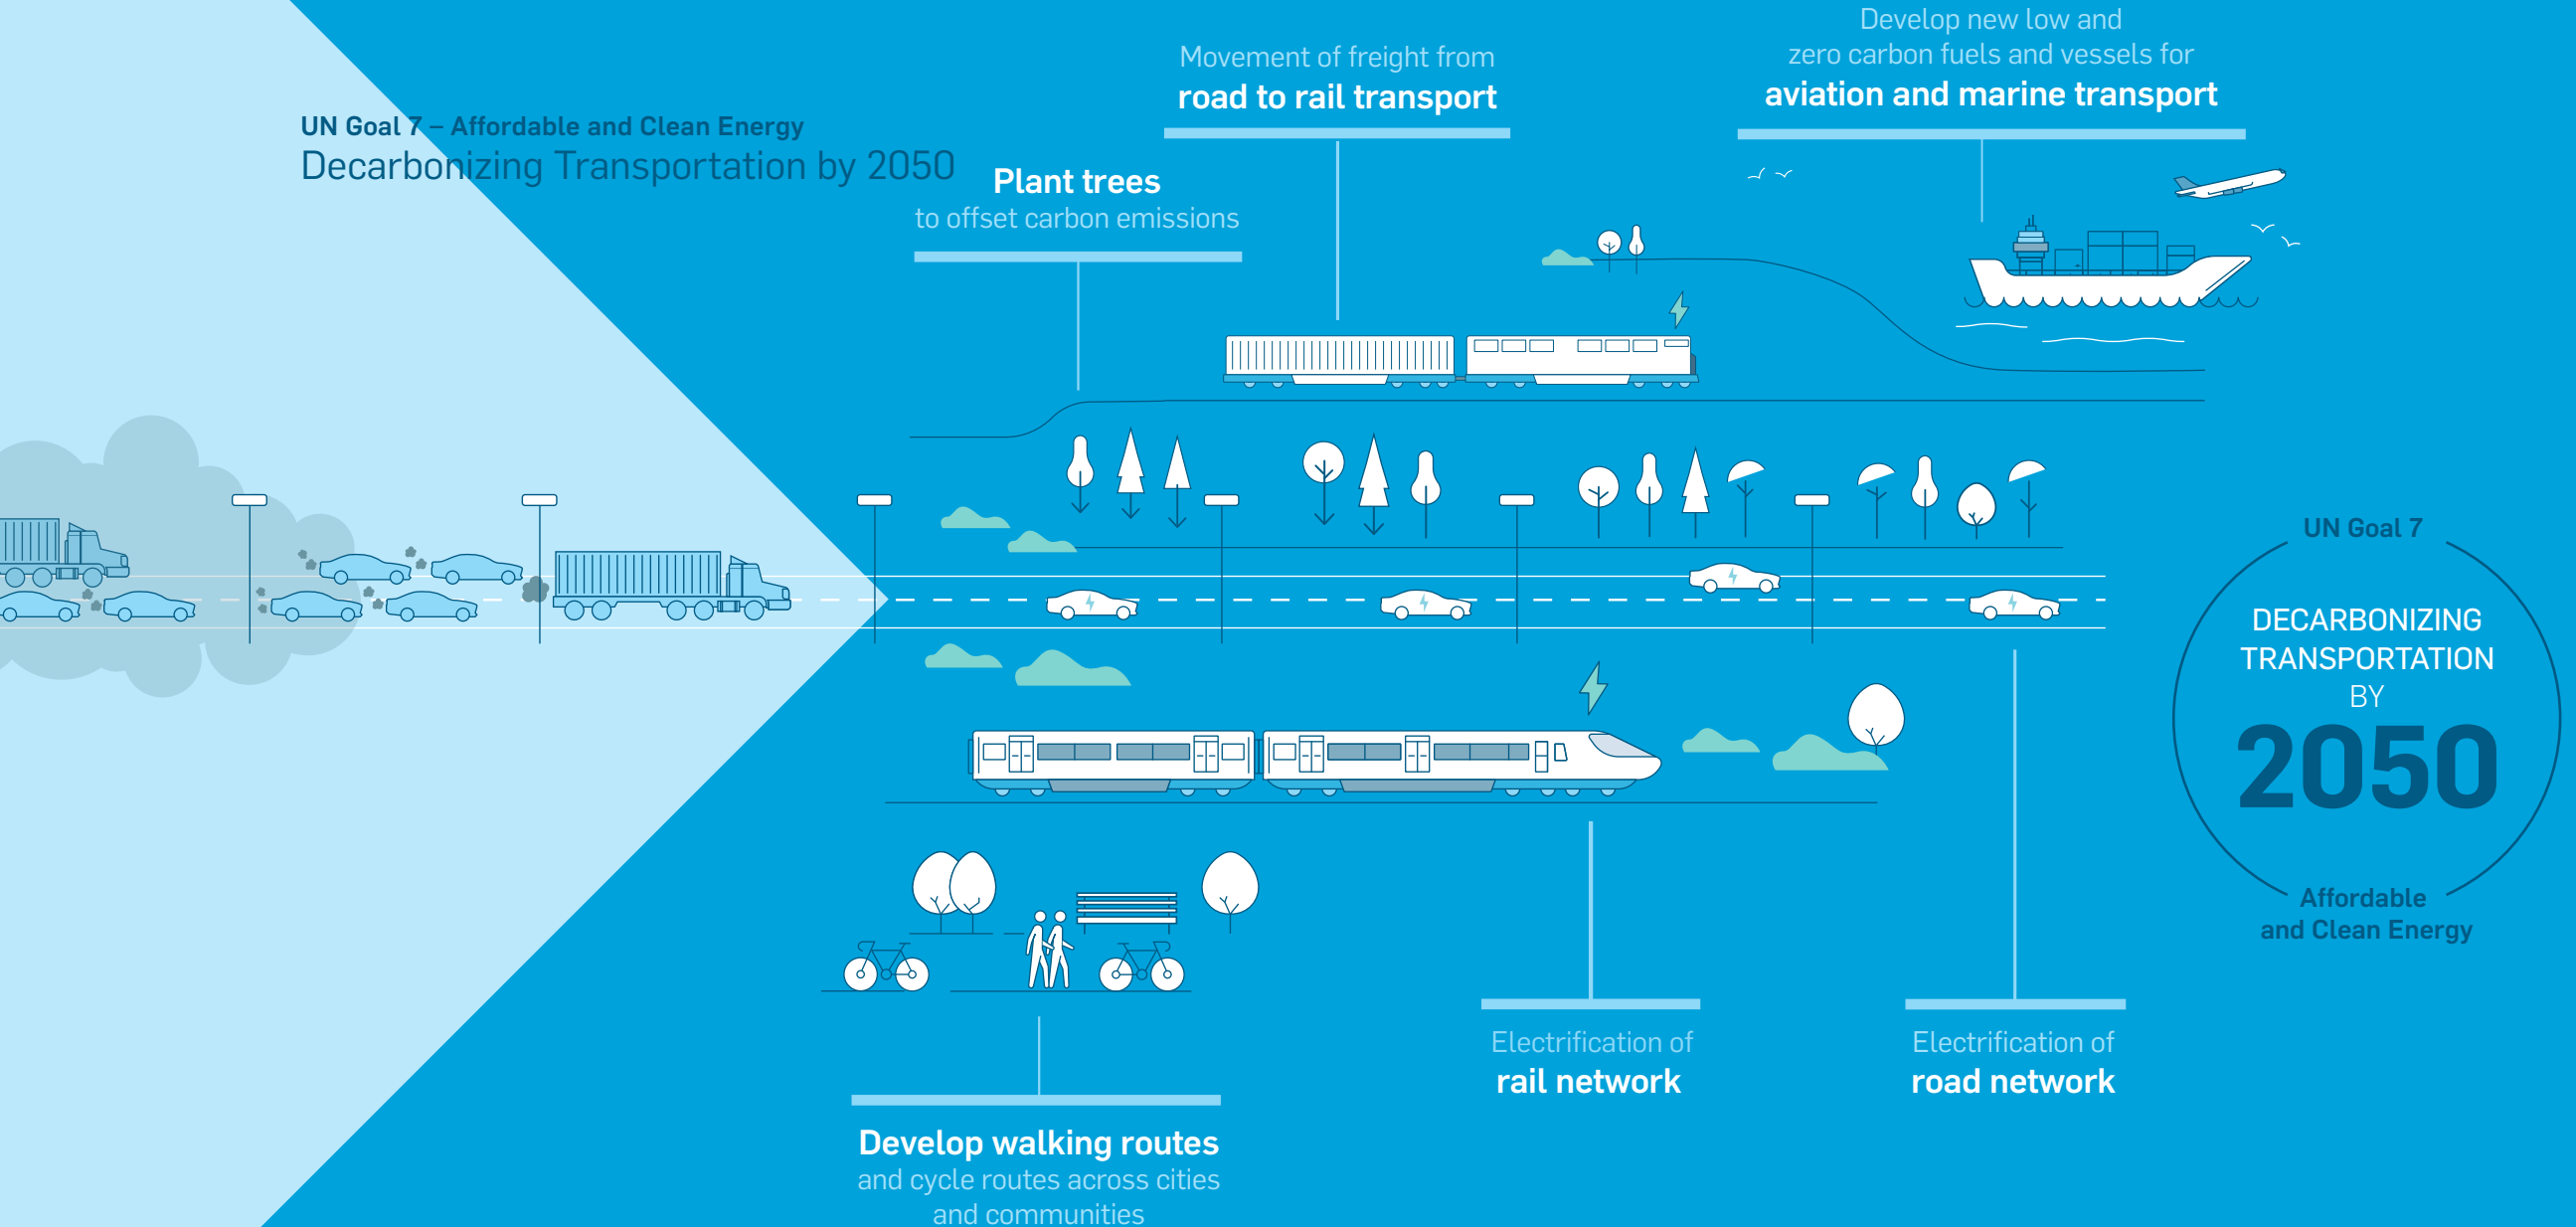 UN Goal 7 – Affordable and Clean Energy
Decarbonizing Transportation by 2050
Plant trees
to offset carbon emissions
Movement of freight from
road to rail transport
Develop new low and
zero carbon fuels and vessels for
aviation and marine transport
UN Goal 7
DECARBONIZING
TRANSPORTATION
BY
2050
Affordable
and Clean Energy
Develop walking routes
and cycle routes across cities
and communities
Electrification of
rail network
Electrification of
road network